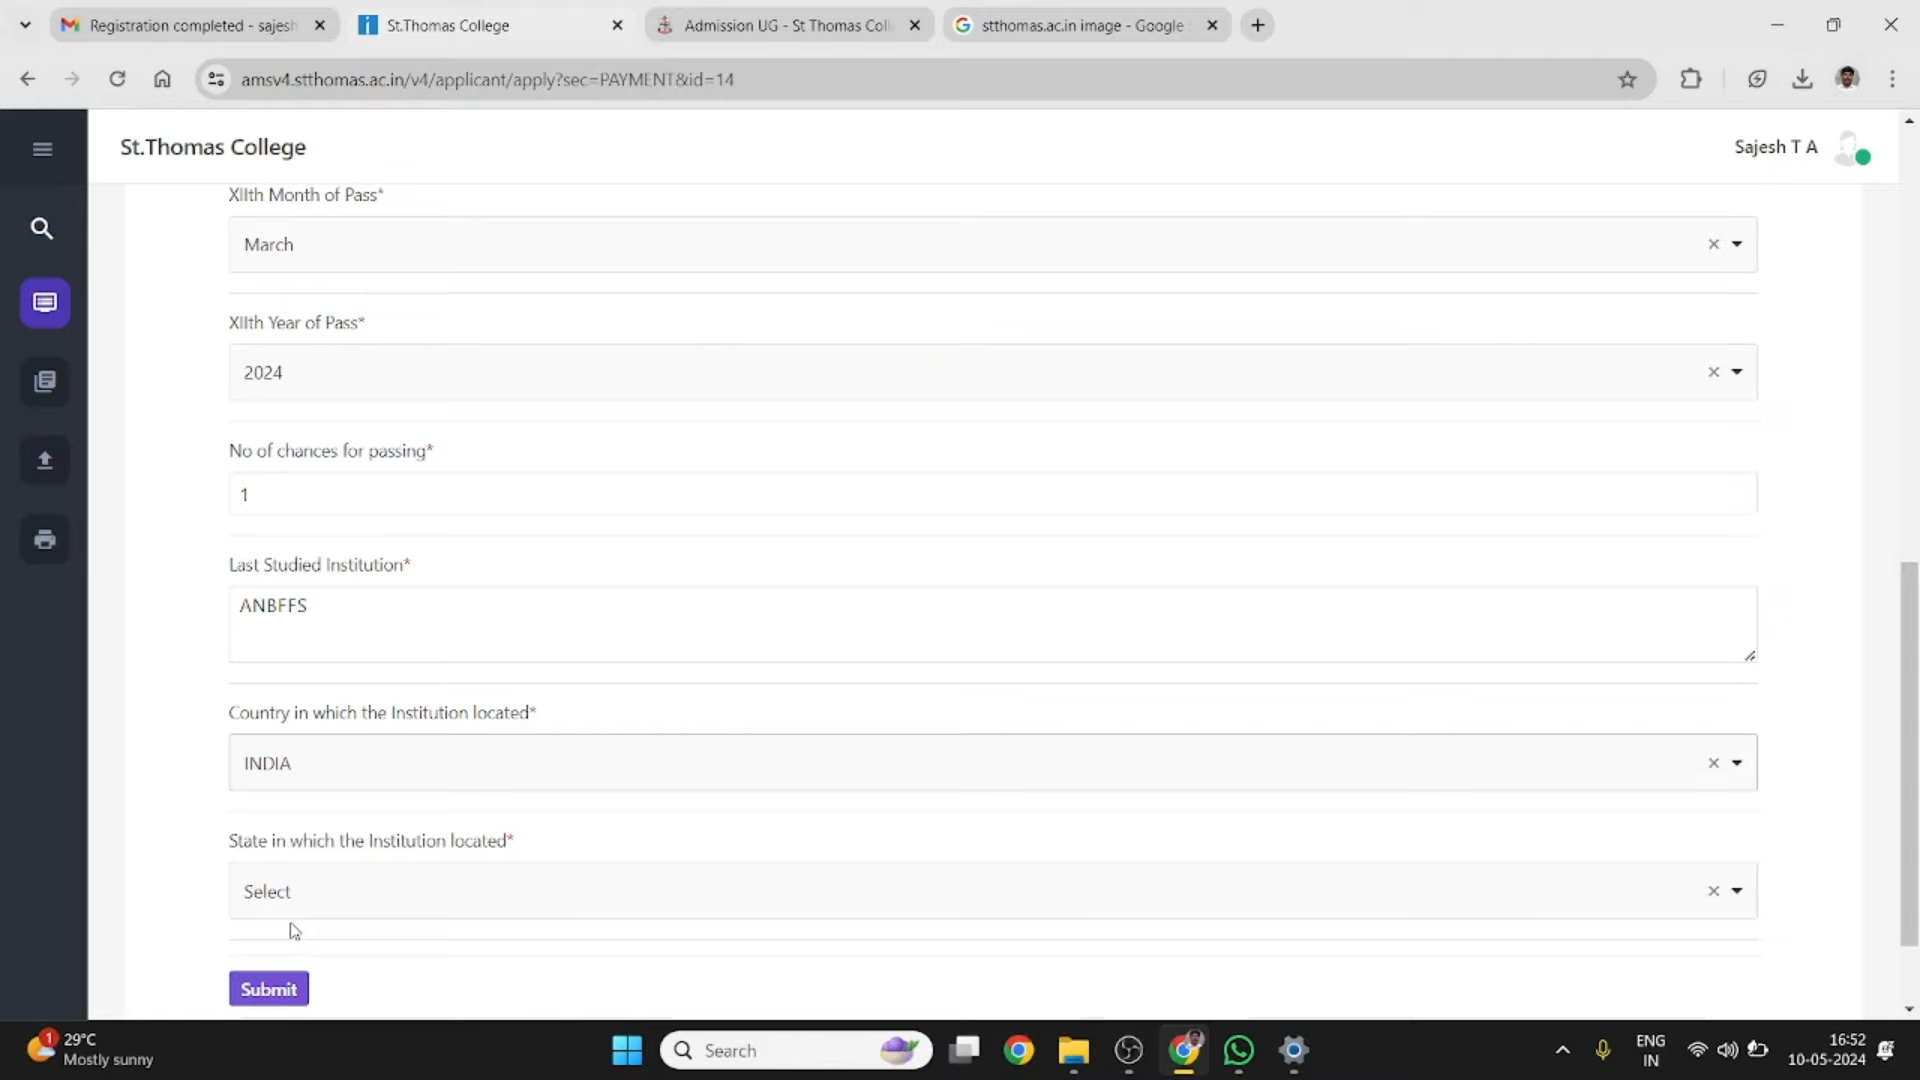 Registration completed - sajesh
St.Thomas College
Admission UG - St Thomas Coll
stthomas.ac.in image - Google
amsv4.stthomas.ac.in/v4/applicant/apply?sec=PAYMENT&id=14
St.Thomas College
Sajesh T A
XIIth Month of Pass*
March
XIIth Year of Pass*
2024
No of chances for passing*
1
Last Studied Institution*
ANBFFS
Country in which the Institution located*
INDIA
State in which the Institution located*
Select
Submit
1
29°C
Mostly sunny
Search
ENG
IN
16:52
10-05-2024